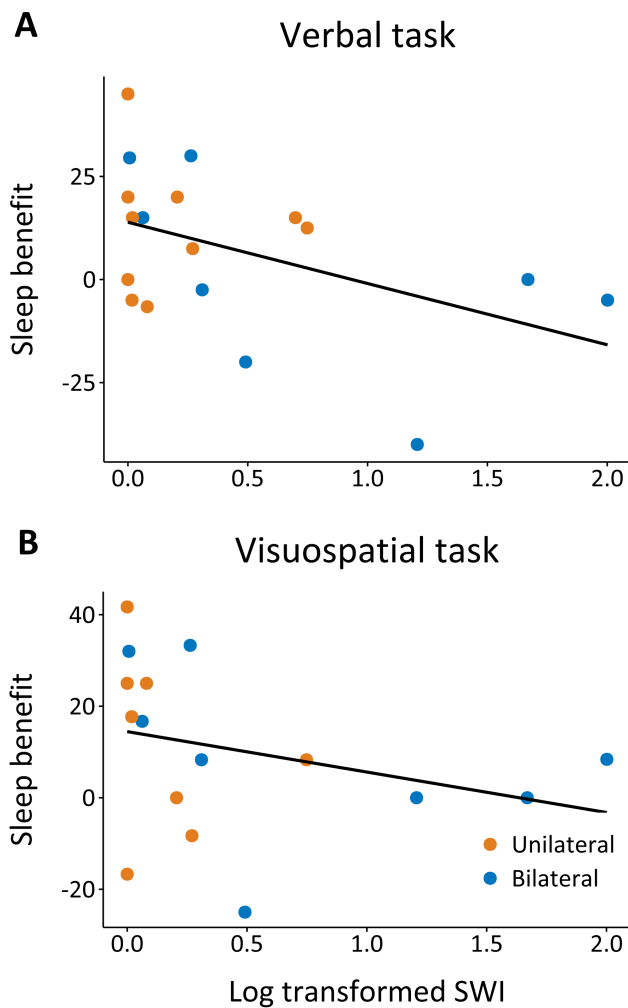 A
Verbal task
Sleep benefit
25
0
-25
0.0 0.5 1.0 1.5 2.0
B
Visuospatial task
Sleep benefit
40
20
0
-20
Unilateral
Bilateral
0.0 0.5 1.0 1.5 2.0
Log transformed SWI